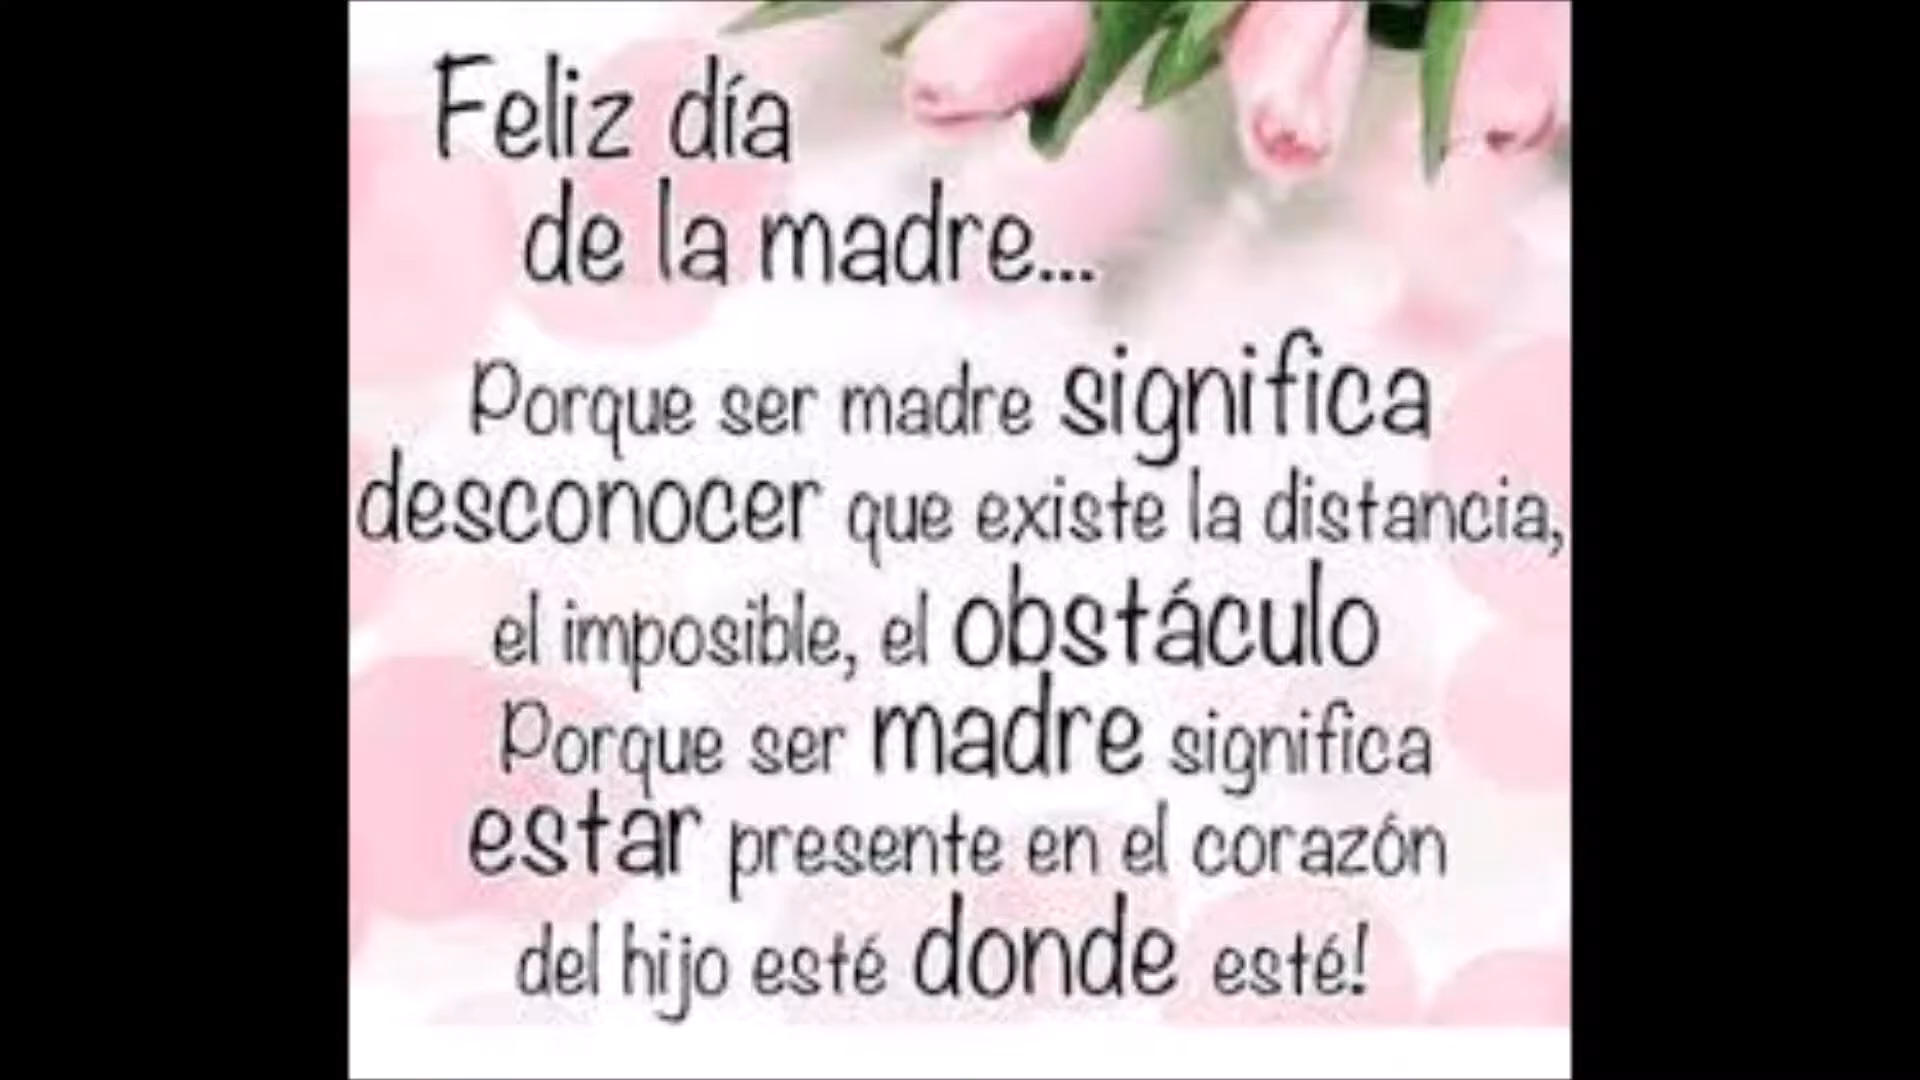 Feliz día
de la madre...
Porque ser madre significa
desconocer que existe la distancia,
el imposible, el obstáculo
Porque ser madre significa
estar presente en el corazón
del hijo esté donde esté!